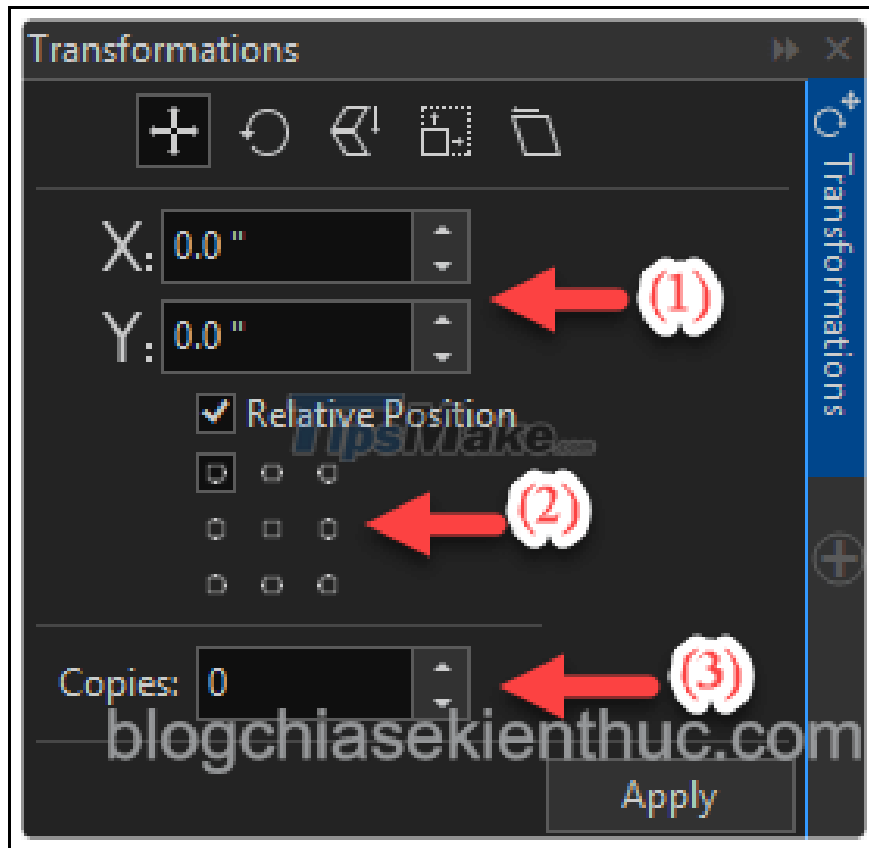 Transformations
X: 0.0 "
(1)
Y: 0.0 "
Relative Position
TipsMake.com
(2)
Copies: 0
(3)
blogchiasekienthuc.com
Apply
Transformations